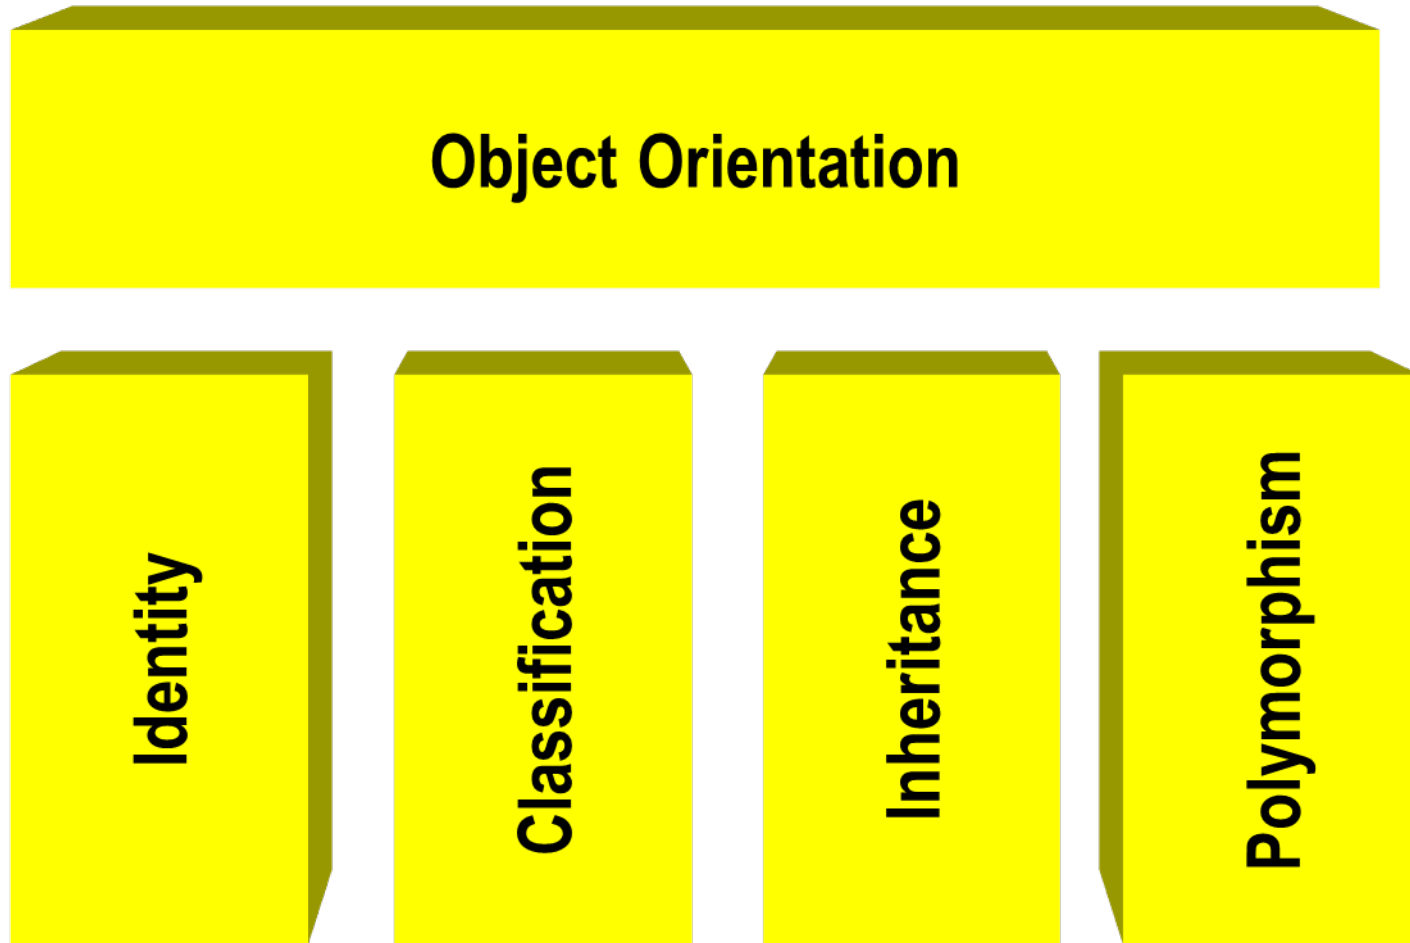 Object Orientation
Identity
Classification
Inheritance
Polymorphism